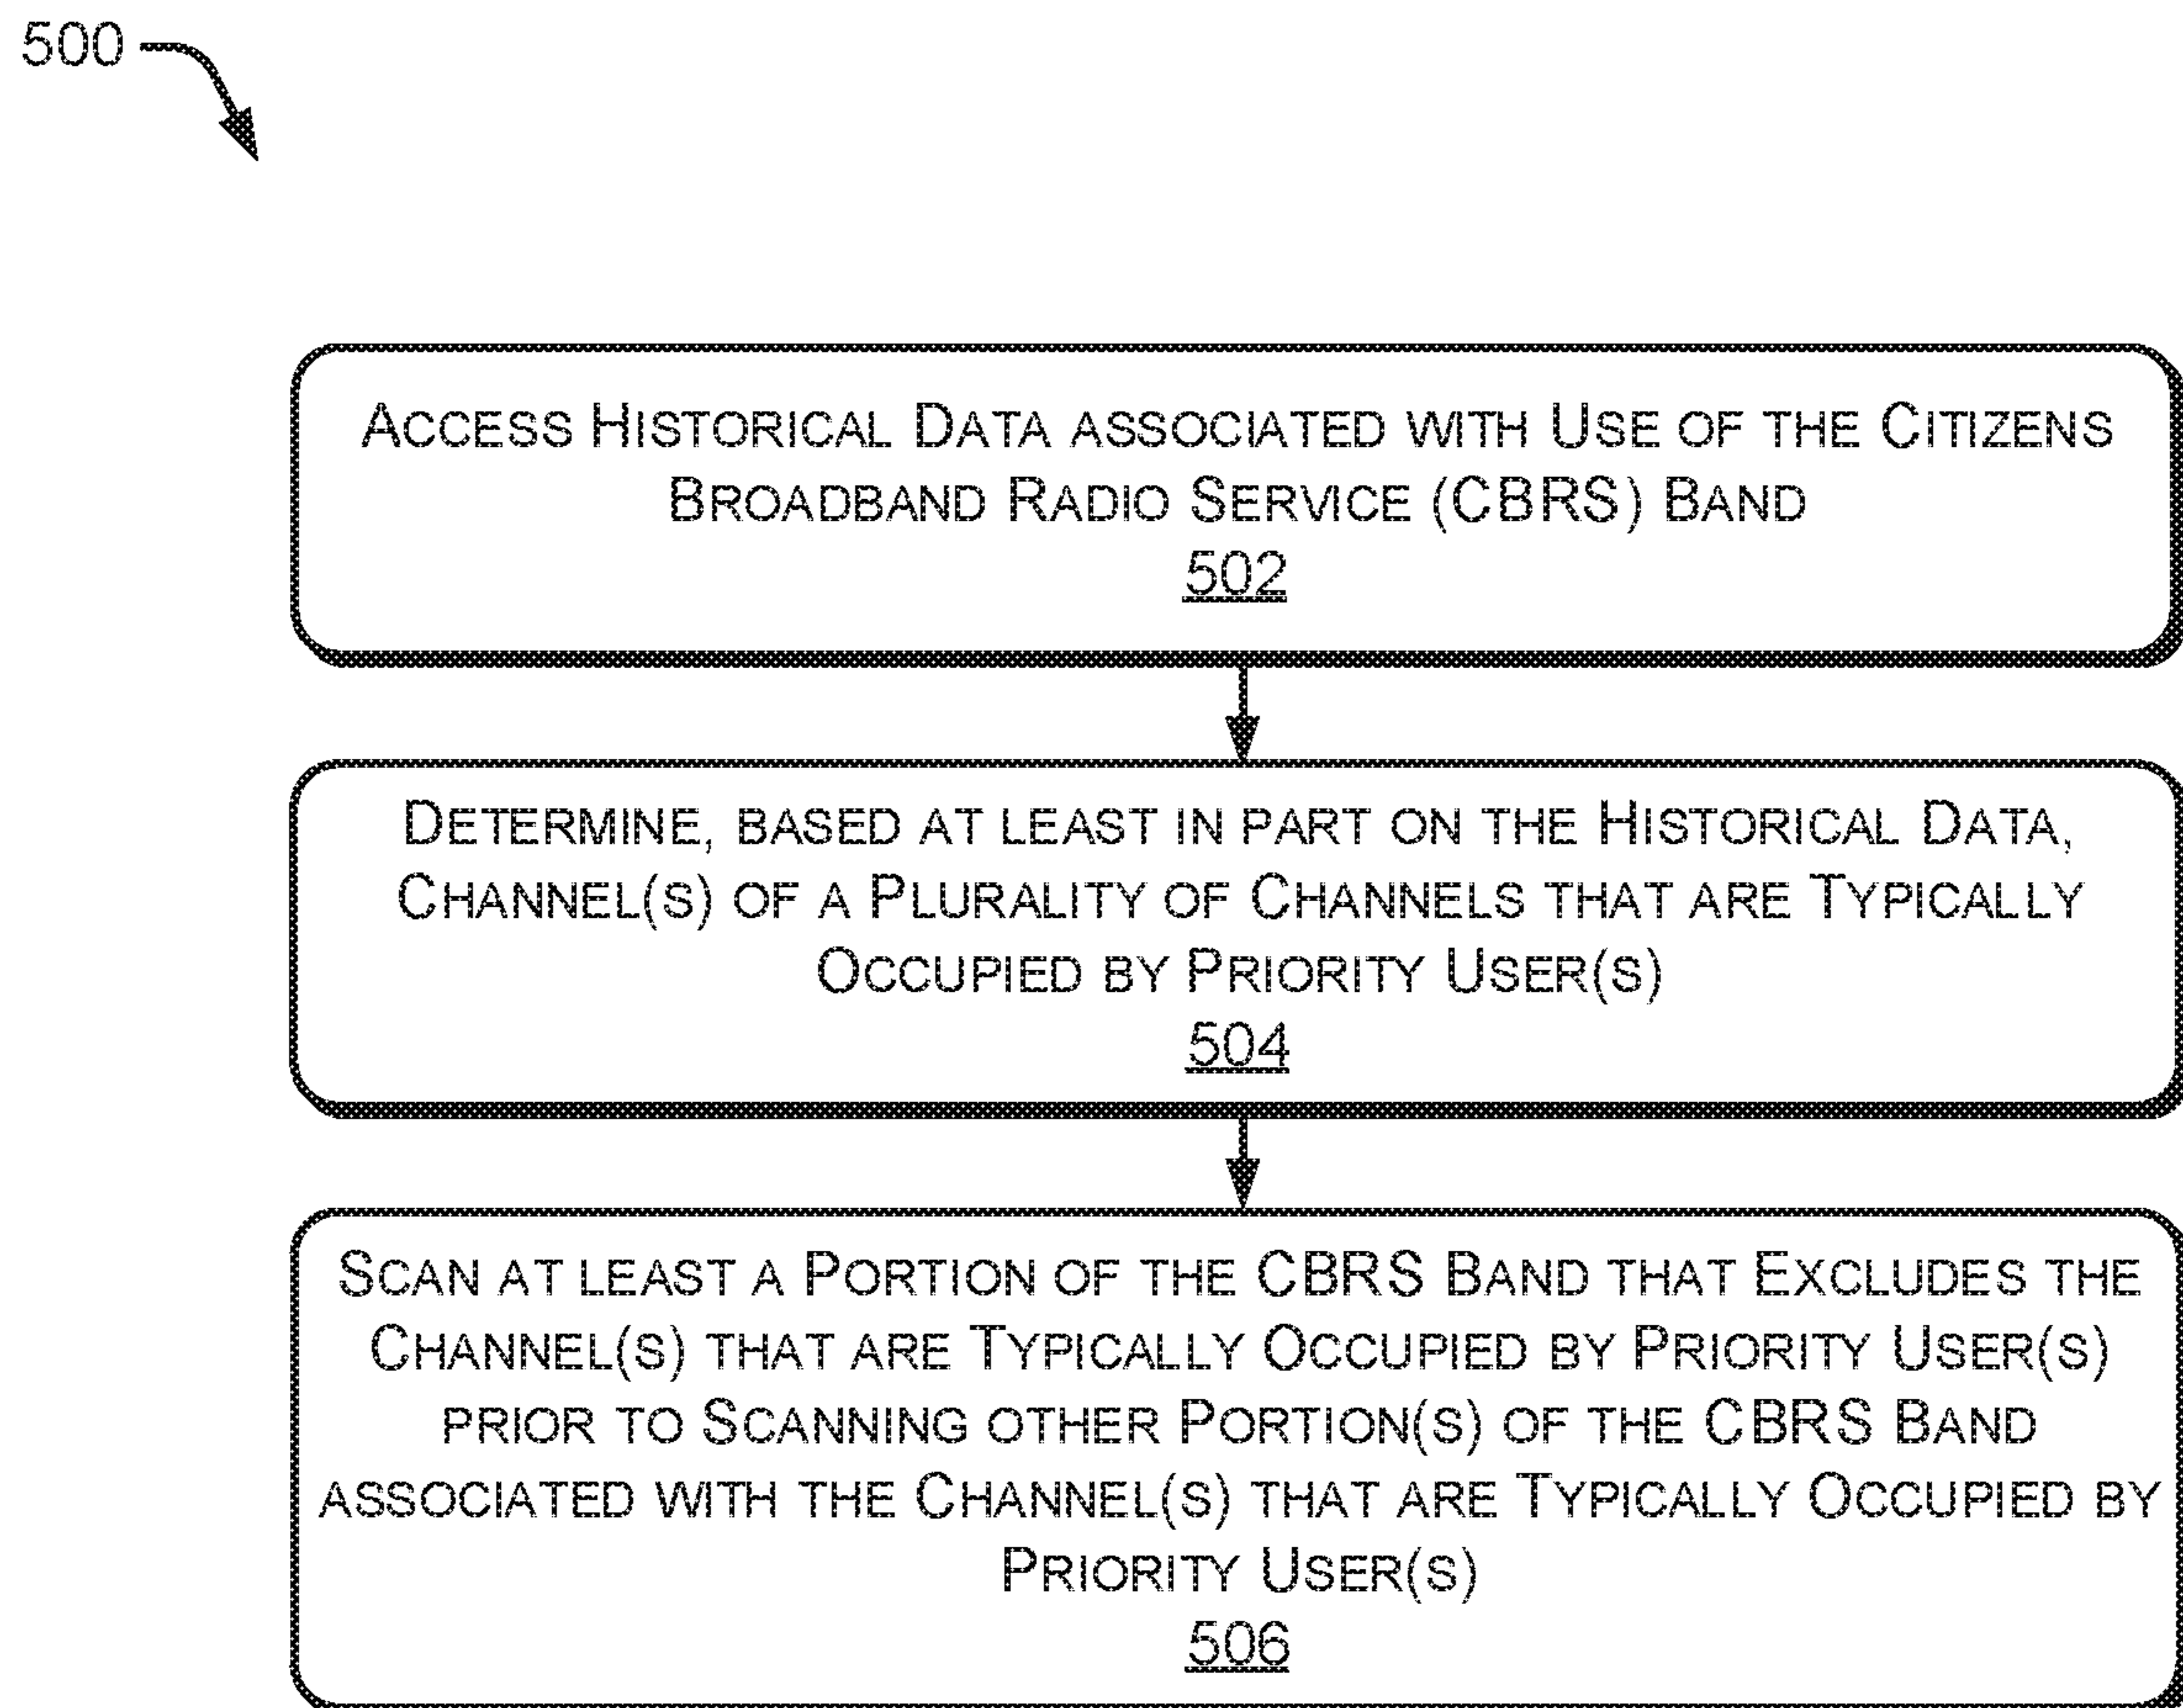 500
ACCESS HISTORICAL DATA ASSOCIATED WITH USE OF THE CITIZENS
BROADBAND RADIO SERVICE (CBRS) BAND
502
DETERMINE, BASED AT LEAST IN PART ON THE HISTORICAL DATA,
CHANNEL(S) OF A PLURALITY OF CHANNELS THAT ARE TYPICALLY
OCCUPIED BY PRIORITY USER(S)
504
SCAN AT LEAST A PORTION OF THE CBRS BAND THAT EXCLUDES THE
CHANNEL(S) THAT ARE TYPICALLY OCCUPIED BY PRIORITY USER(S)
PRIOR TO SCANNING OTHER PORTION(S) OF THE CBRS BAND
ASSOCIATED WITH THE CHANNEL(S) THAT ARE TYPICALLY OCCUPIED BY
PRIORITY USER(S)
506